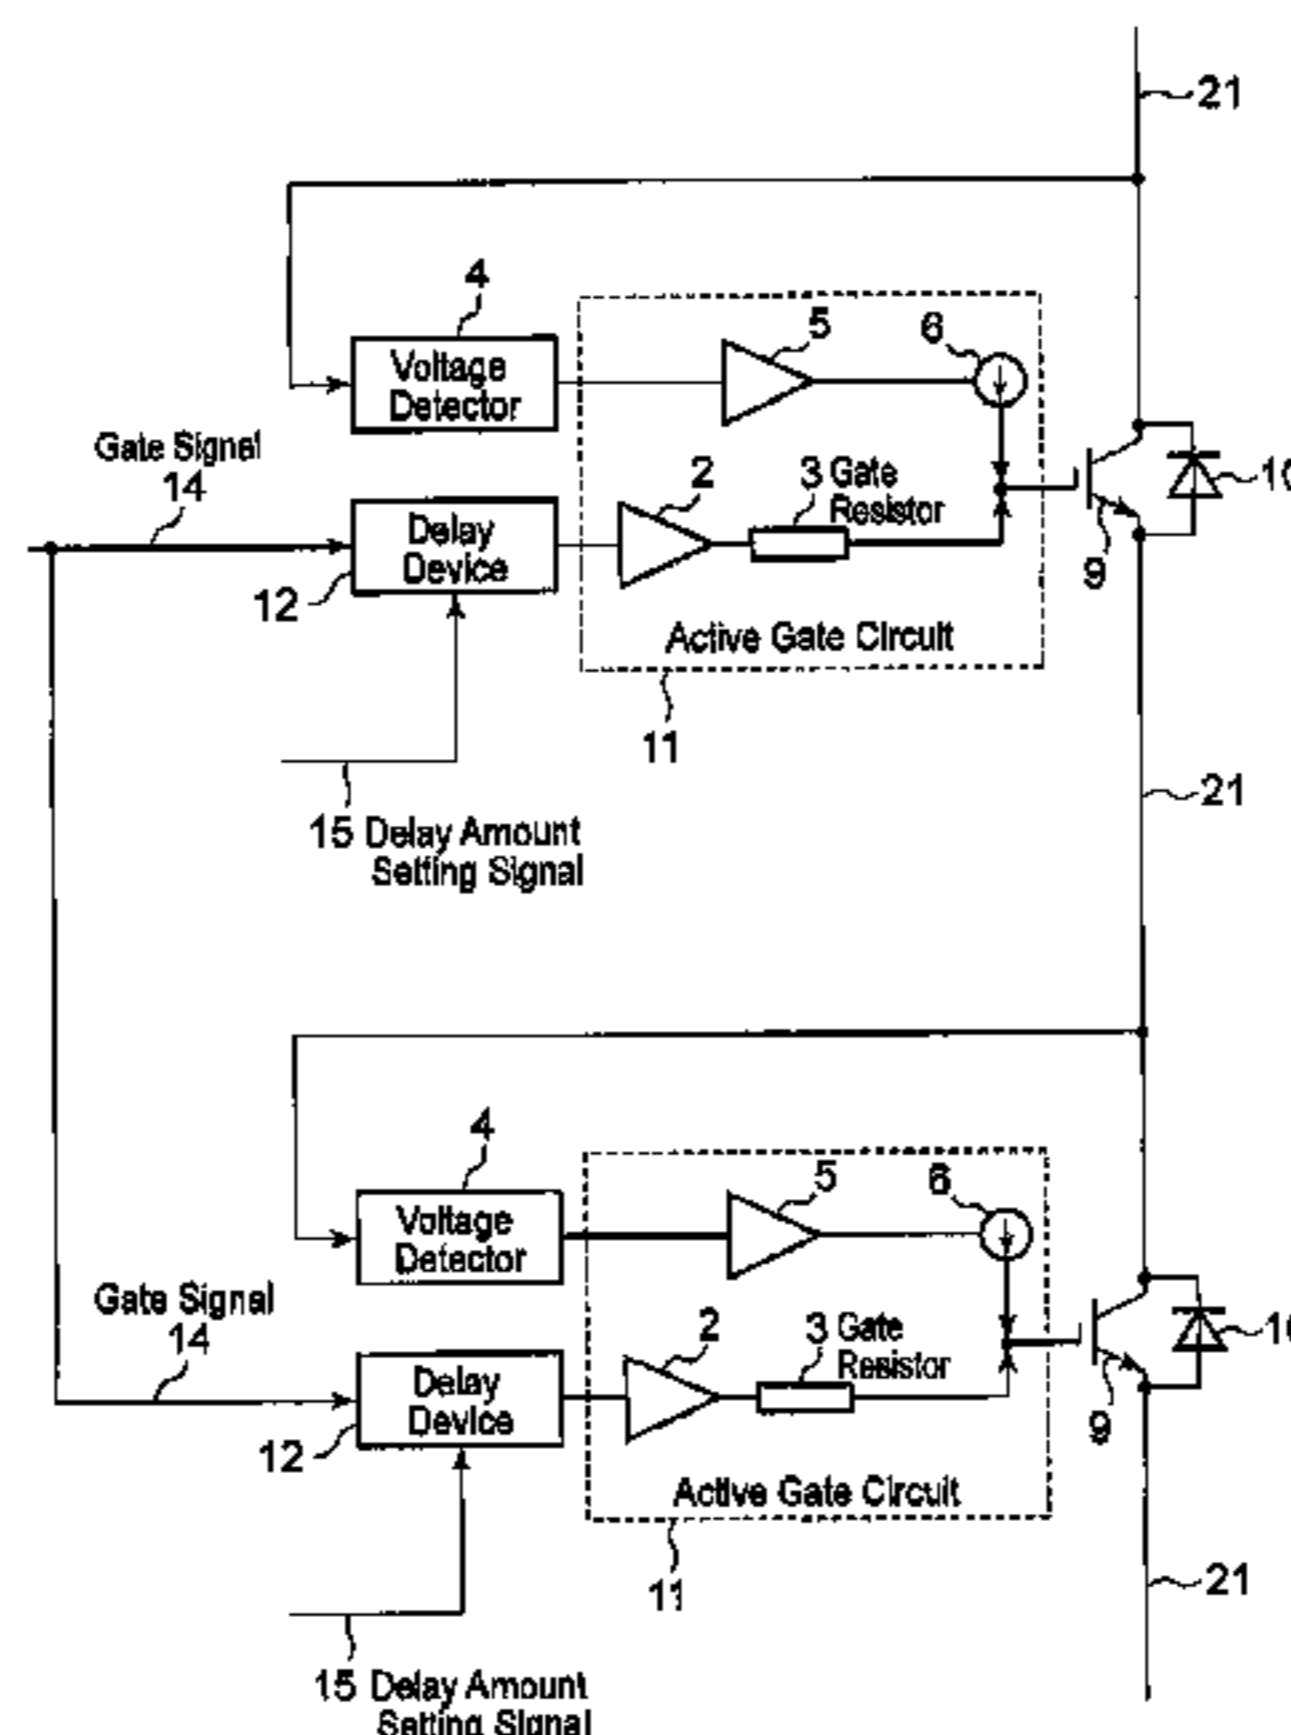 21
4
5
6
Voltage
Detector
Gate Signal
14
2
3 Gate
Resistor
10
Delay
Device
9
12
Active Gate Circuit
11
21
15 Delay Amount
Setting Signal
4
5
6
Voltage
Detector
Gate Signal
14
2
3 Gate
Resistor
10
Delay
Device
9
12
Active Gate Circuit
11
21
15 Delay Amount
Setting Signal